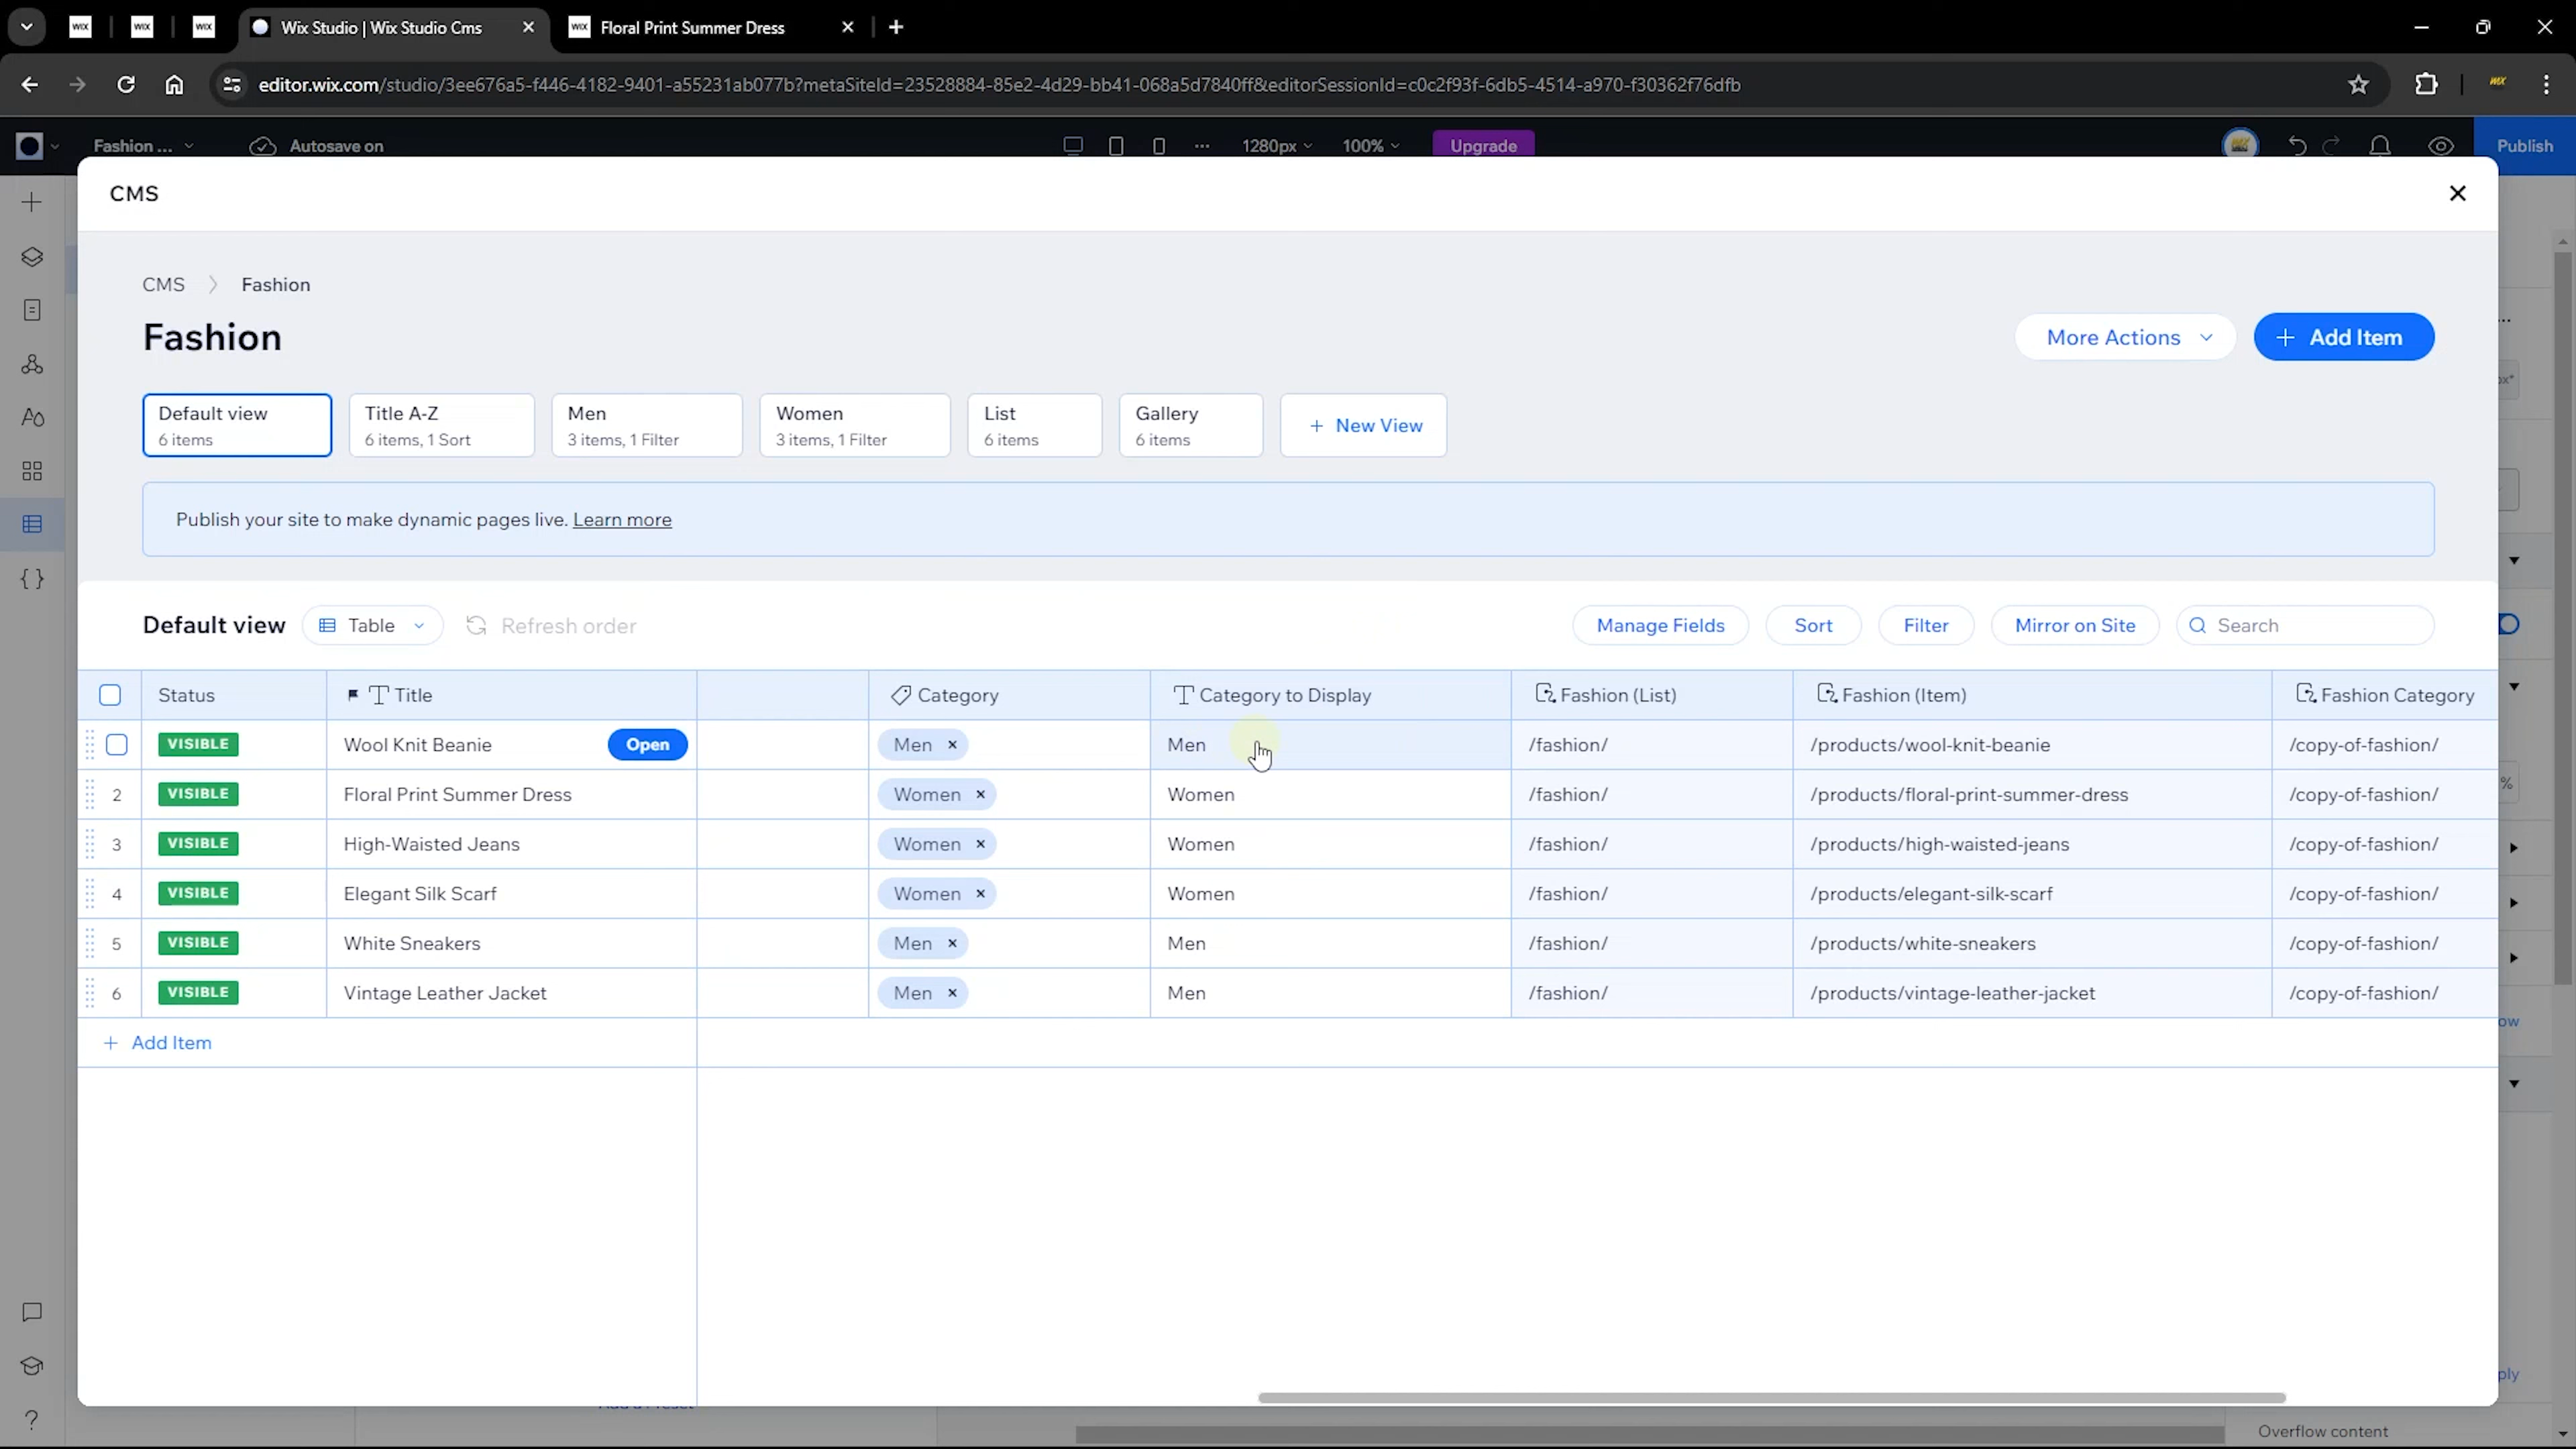 WIX WIX WIX Wix Studio | Wix Studio Cms WIX Floral Print Summer Dress
editor.wix.com/studio/3ee676a5-f446-4182-9401-a55231ab077b?metaSiteId=23528884-85e2-4d29-bb41-068a5d7840ff&editorSessionId=c0c2f93f-6db5-4514-a970-f30362f76dfb
Fashion ... Autosave on ... 1280px 100% Upgrade Publish
CMS
CMS Fashion
Fashion
More Actions + Add Item
Default view Title A-Z Men Women List Gallery
6 items 6 items, 1 Sort 3 items, 1 Filter 3 items, 1 Filter 6 items 6 items
+ New View
Publish your site to make dynamic pages live. Learn more
Default view Table Refresh order Manage Fields Sort Filter Mirror on Site Search
Status Title Category Category to Display Fashion (List) Fashion (Item) Fashion Category
VISIBLE Wool Knit Beanie Open Men × Men /fashion/ /products/wool-knit-beanie /copy-of-fashion/
2 VISIBLE Floral Print Summer Dress Women × Women /fashion/ /products/floral-print-summer-dress /copy-of-fashion/
3 VISIBLE High-Waisted Jeans Women × Women /fashion/ /products/high-waisted-jeans /copy-of-fashion/
4 VISIBLE Elegant Silk Scarf Women × Women /fashion/ /products/elegant-silk-scarf /copy-of-fashion/
5 VISIBLE White Sneakers Men × Men /fashion/ /products/white-sneakers /copy-of-fashion/
6 VISIBLE Vintage Leather Jacket Men × Men /fashion/ /products/vintage-leather-jacket /copy-of-fashion/
+ Add Item
Overflow content